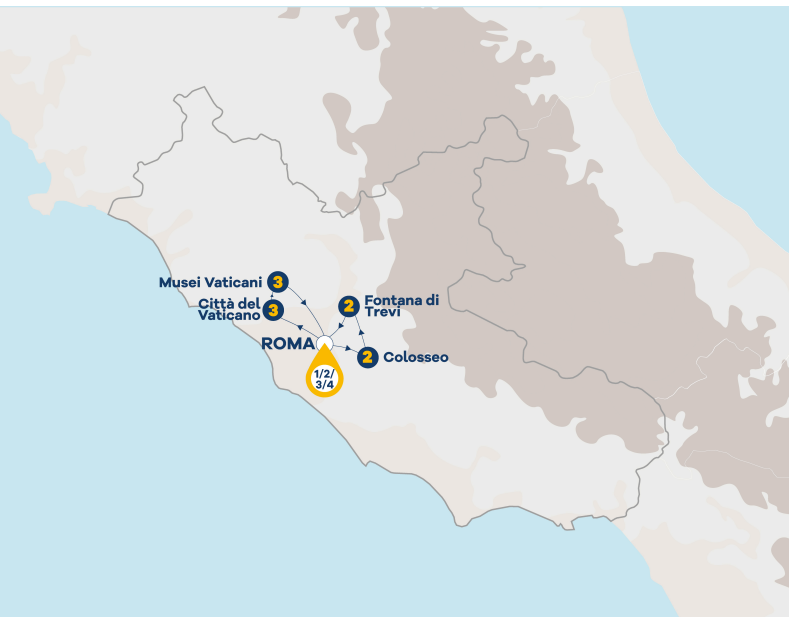 Musei Vaticani
3
Città del
Vaticano
3
2
Fontana di
Trevi
ROMA
2
Colosseo
1/2/
3/4